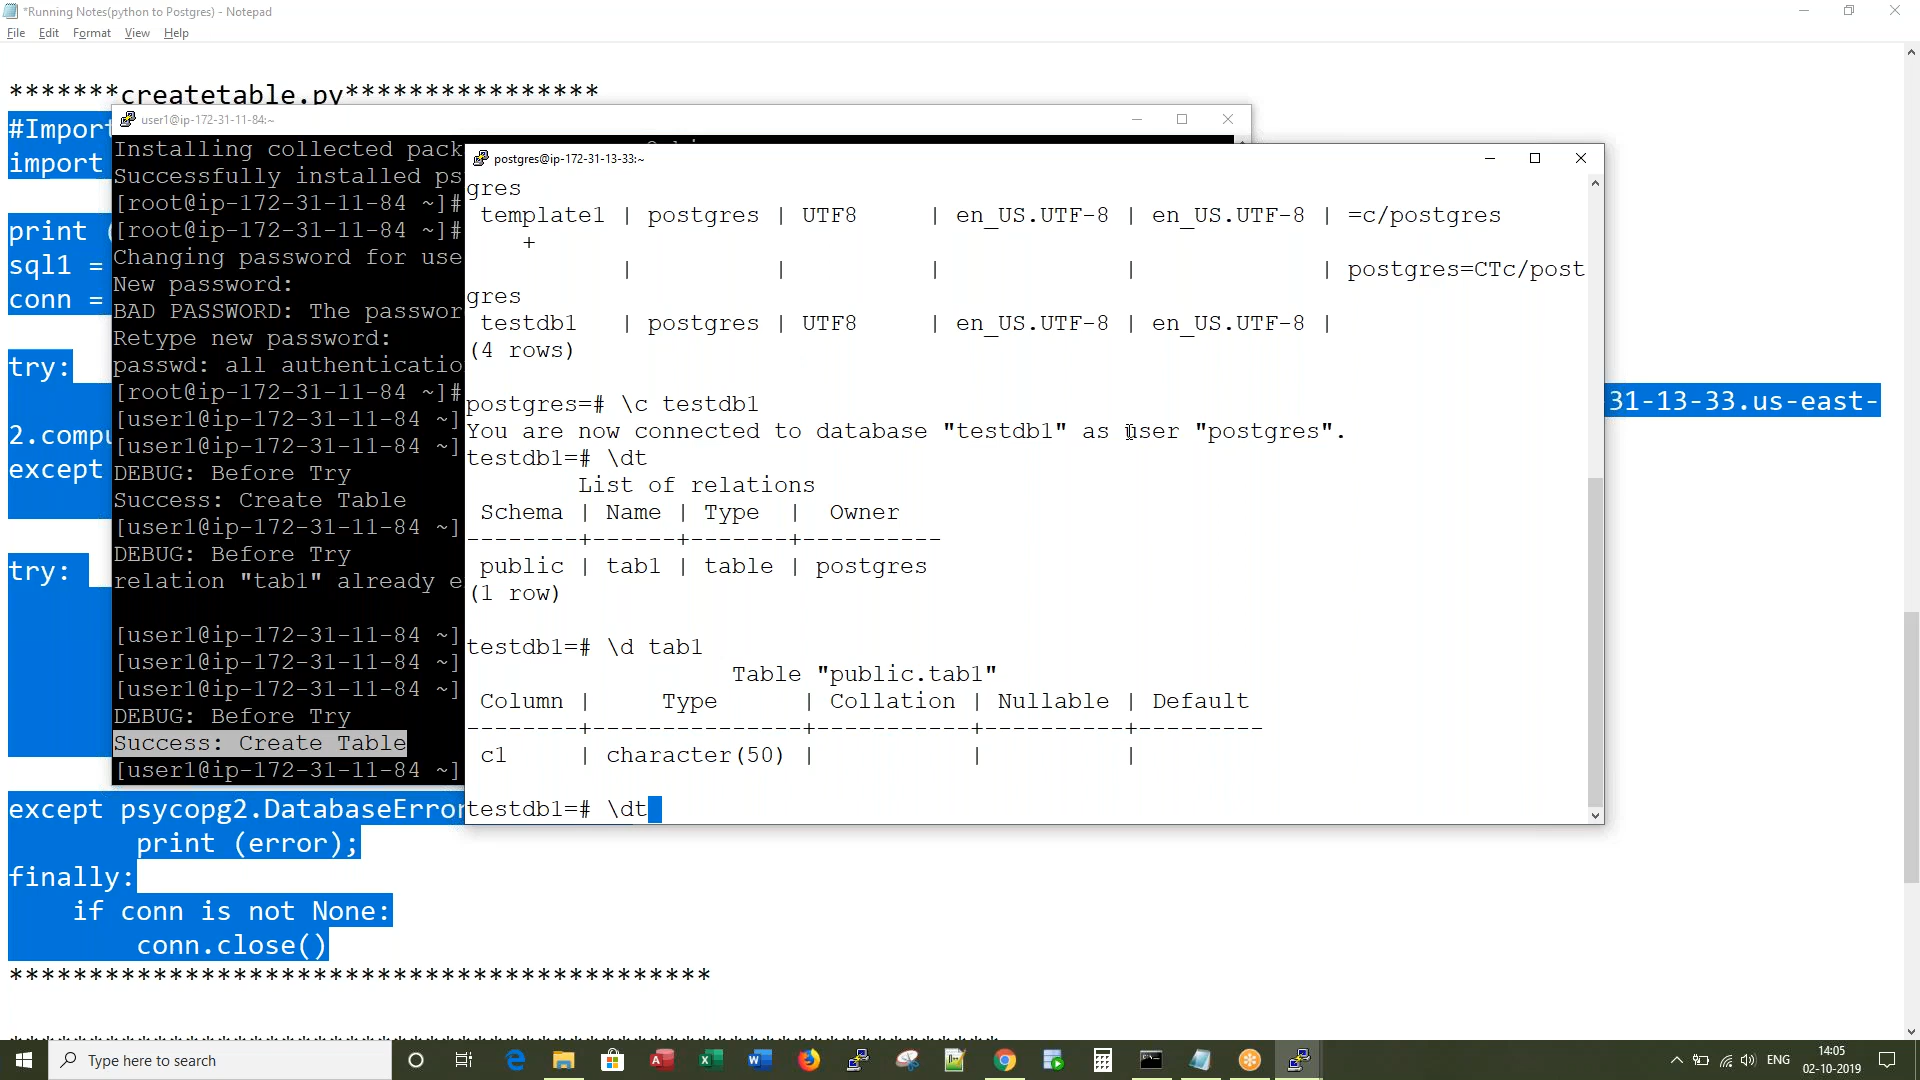 *Running Notes(python to Postgres) - Notepad
File Edit Format View Help
*******createtable.py****************
#Import
import
print (
sql1 =
conn =
try:
31-13-33.us-east-
2.compu
except
try:
except psycopg2.DatabaseError
print (error);
finally:
if conn is not None:
conn.close()
********************************************
user1@ip-172-31-11-84:~
Installing collected pack
Successfully installed ps
[root@ip-172-31-11-84 ~]#
[root@ip-172-31-11-84 ~]#
Changing password for use
New password:
BAD PASSWORD: The passwor
Retype new password:
passwd: all authenticatio
[root@ip-172-31-11-84 ~]#
[user1@ip-172-31-11-84 ~]
[user1@ip-172-31-11-84 ~]
DEBUG: Before Try
Success: Create Table
[user1@ip-172-31-11-84 ~]
DEBUG: Before Try
relation "tab1" already e
[user1@ip-172-31-11-84 ~]
[user1@ip-172-31-11-84 ~]
[user1@ip-172-31-11-84 ~]
DEBUG: Before Try
Success: Create Table
[user1@ip-172-31-11-84 ~]
postgres@ip-172-31-13-33:~
gres
template1 | postgres | UTF8 | en_US.UTF-8 | en_US.UTF-8 | =c/postgres
+
| | | | | postgres=CTc/post
gres
testdb1 | postgres | UTF8 | en_US.UTF-8 | en_US.UTF-8 |
(4 rows)
postgres=# \c testdb1
You are now connected to database "testdb1" as user "postgres".
testdb1=# \dt
List of relations
Schema | Name | Type | Owner
--------+------+-------+----------
public | tab1 | table | postgres
(1 row)
testdb1=# \d tab1
Table "public.tab1"
Column | Type | Collation | Nullable | Default
--------+---------------+-----------+----------+---------
c1 | character(50) | | |
testdb1=# \dt
Type here to search
ENG
14:05
02-10-2019